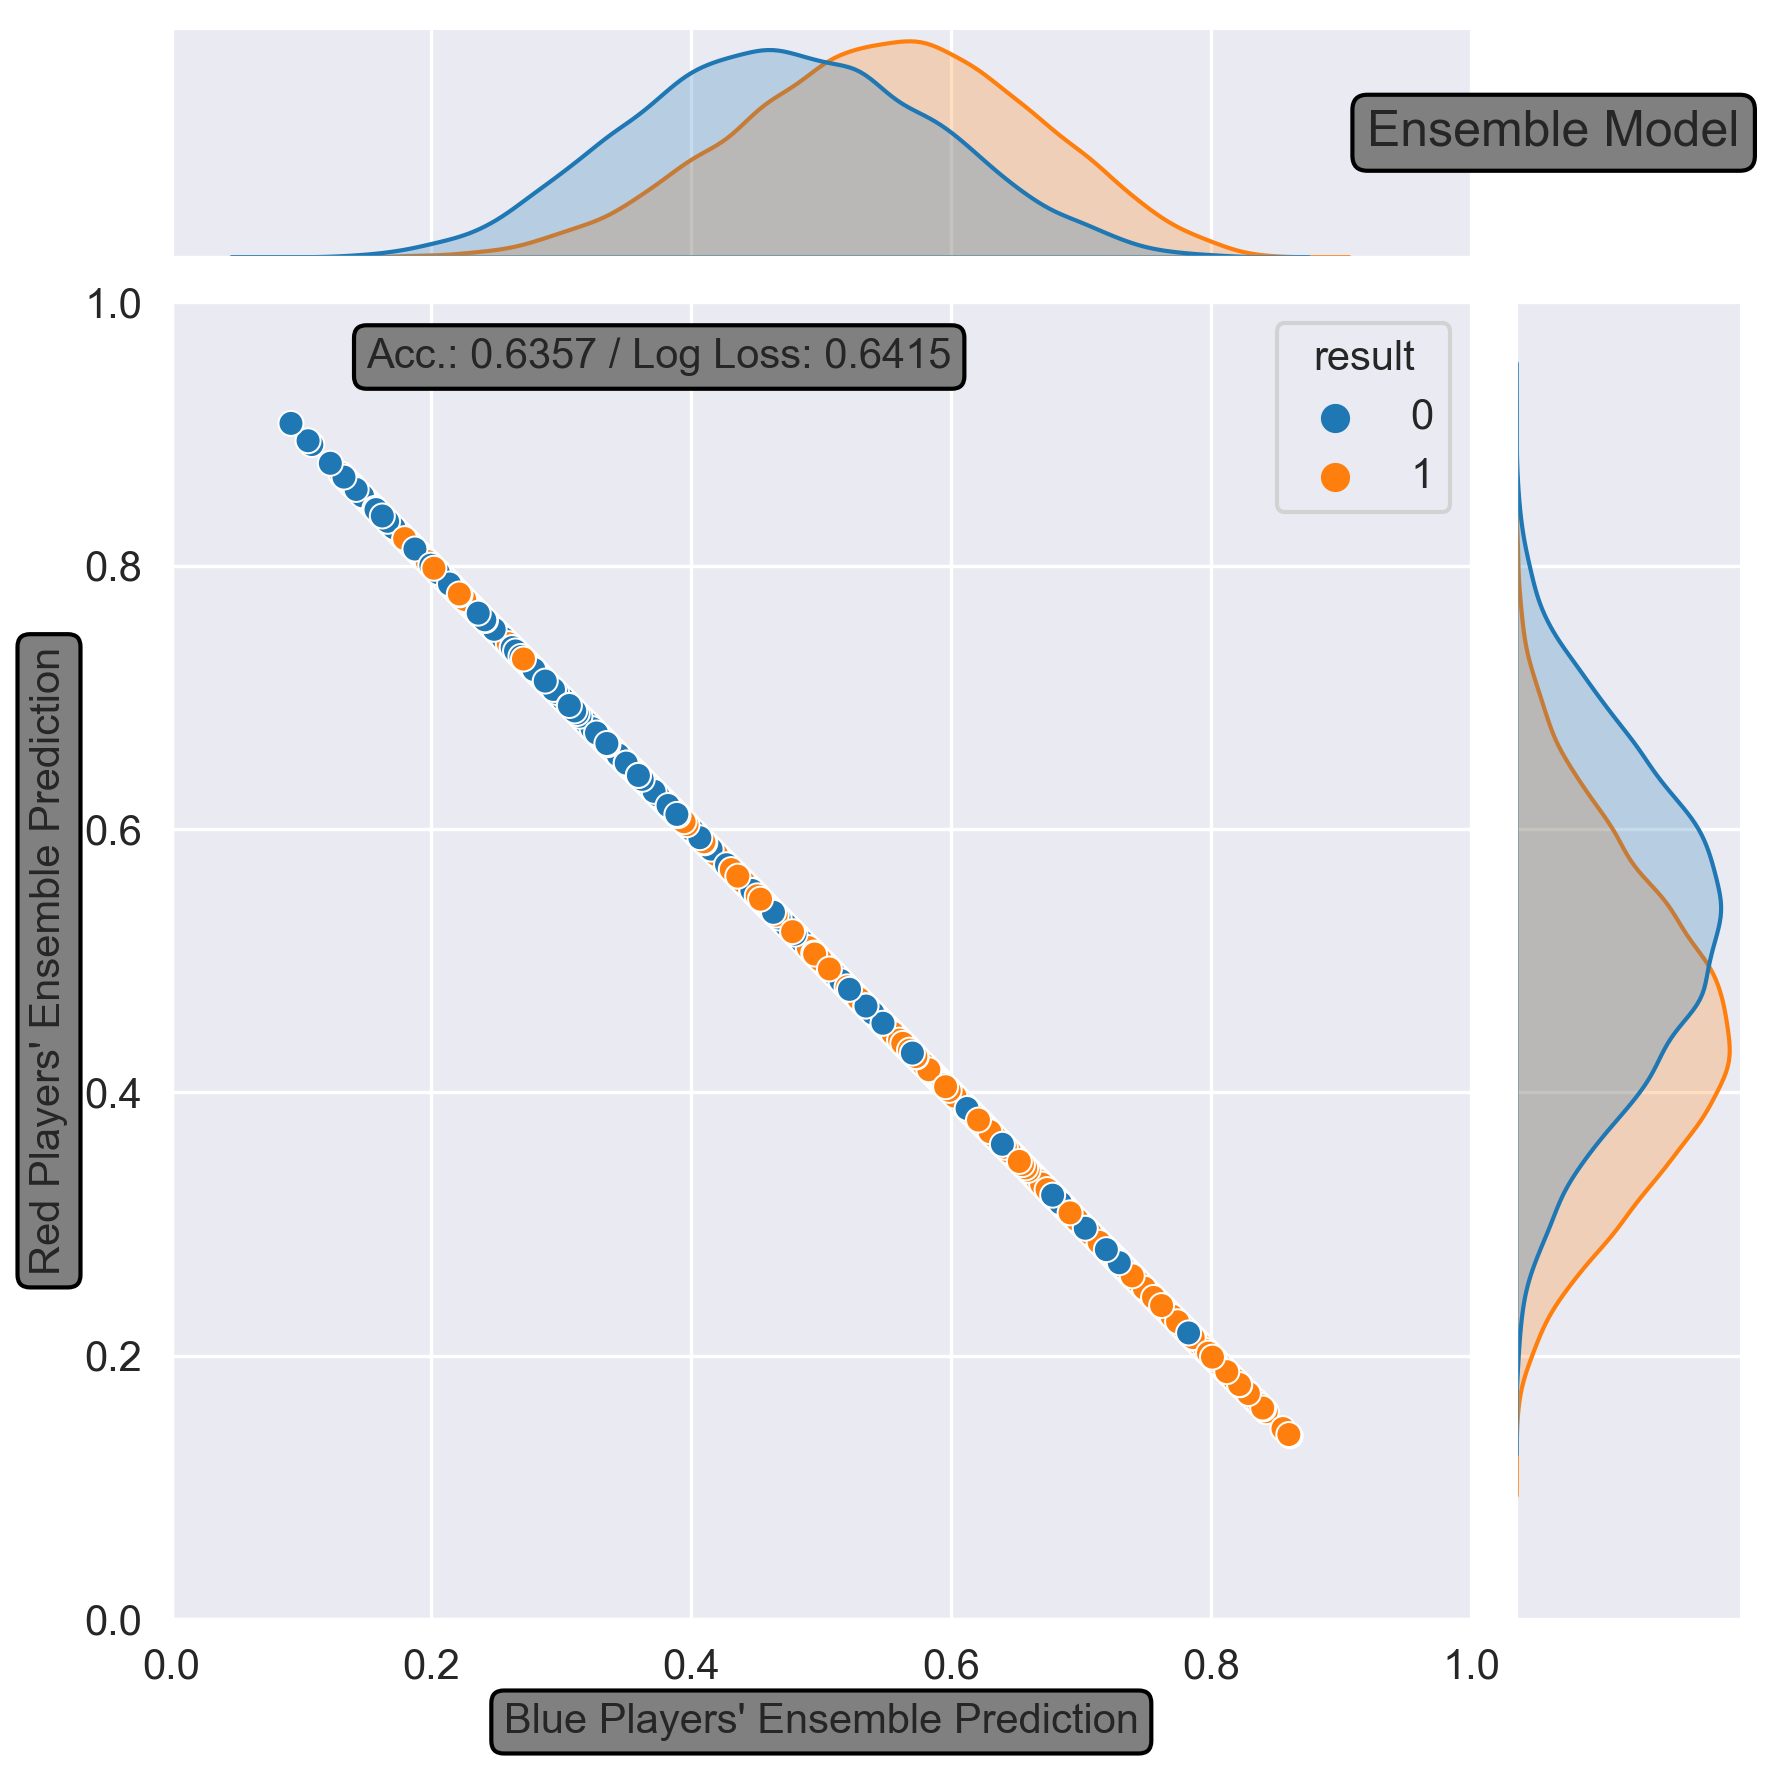 Ensemble Model
Acc.: 0.6357 / Log Loss: 0.6415
result
0
1
Red Players' Ensemble Prediction
1.0
0.8
0.6
0.4
0.2
0.0
0.0 0.2 0.4 0.6 0.8 1.0
Blue Players' Ensemble Prediction